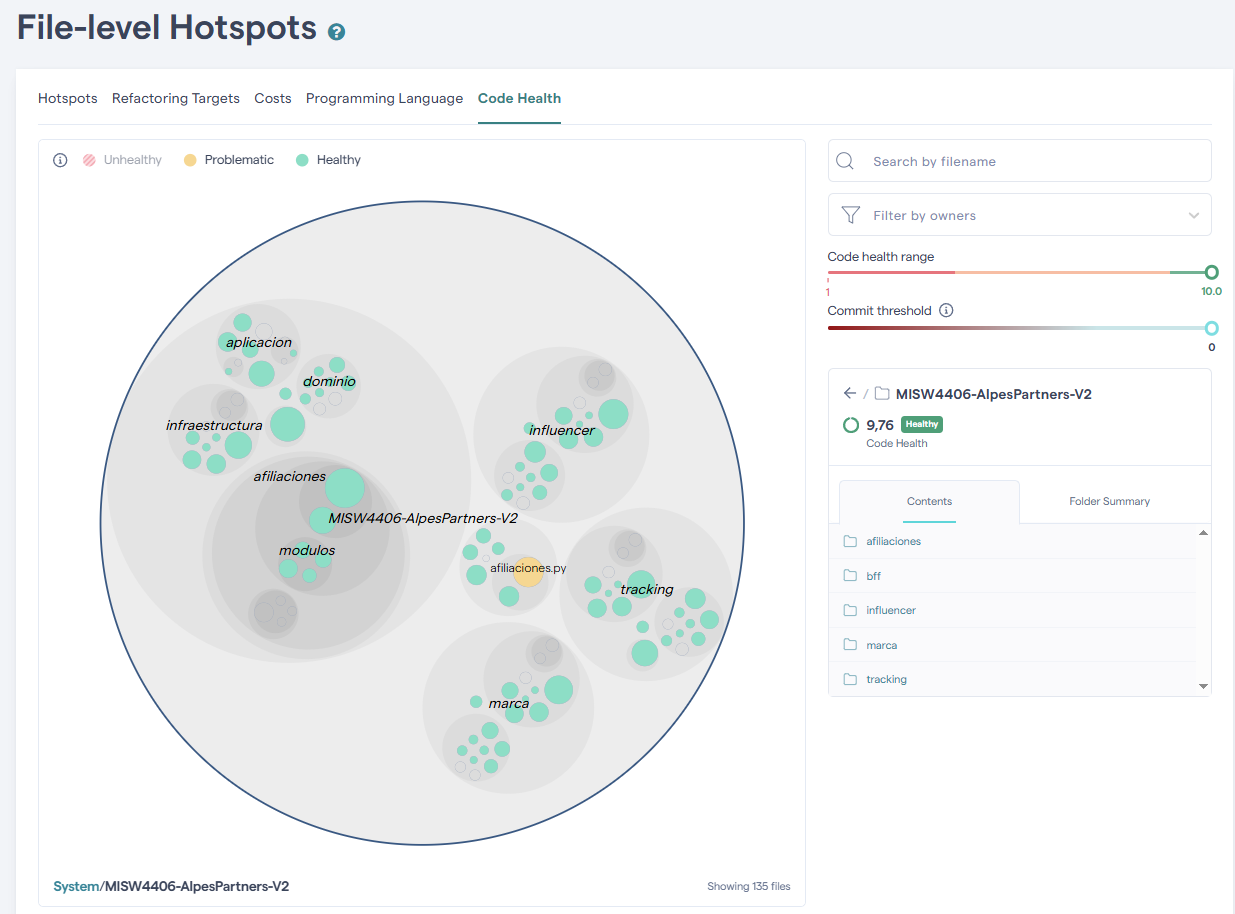 File-level Hotspots ?
Hotspots Refactoring Targets Costs Programming Language Code Health
Unhealthy Problematic Healthy
aplicacion
dominio
infraestructura
influencer
afiliaciones
MISW4406-AlpesPartners-V2
modulos
afiliaciones.py
tracking
marca
System/MISW4406-AlpesPartners-V2
Showing 135 files
Search by filename
Filter by owners
Code health range
1 10.0
Commit threshold
0
/ MISW4406-AlpesPartners-V2
9,76 Healthy
Code Health
Contents Folder Summary
afiliaciones
bff
influencer
marca
tracking